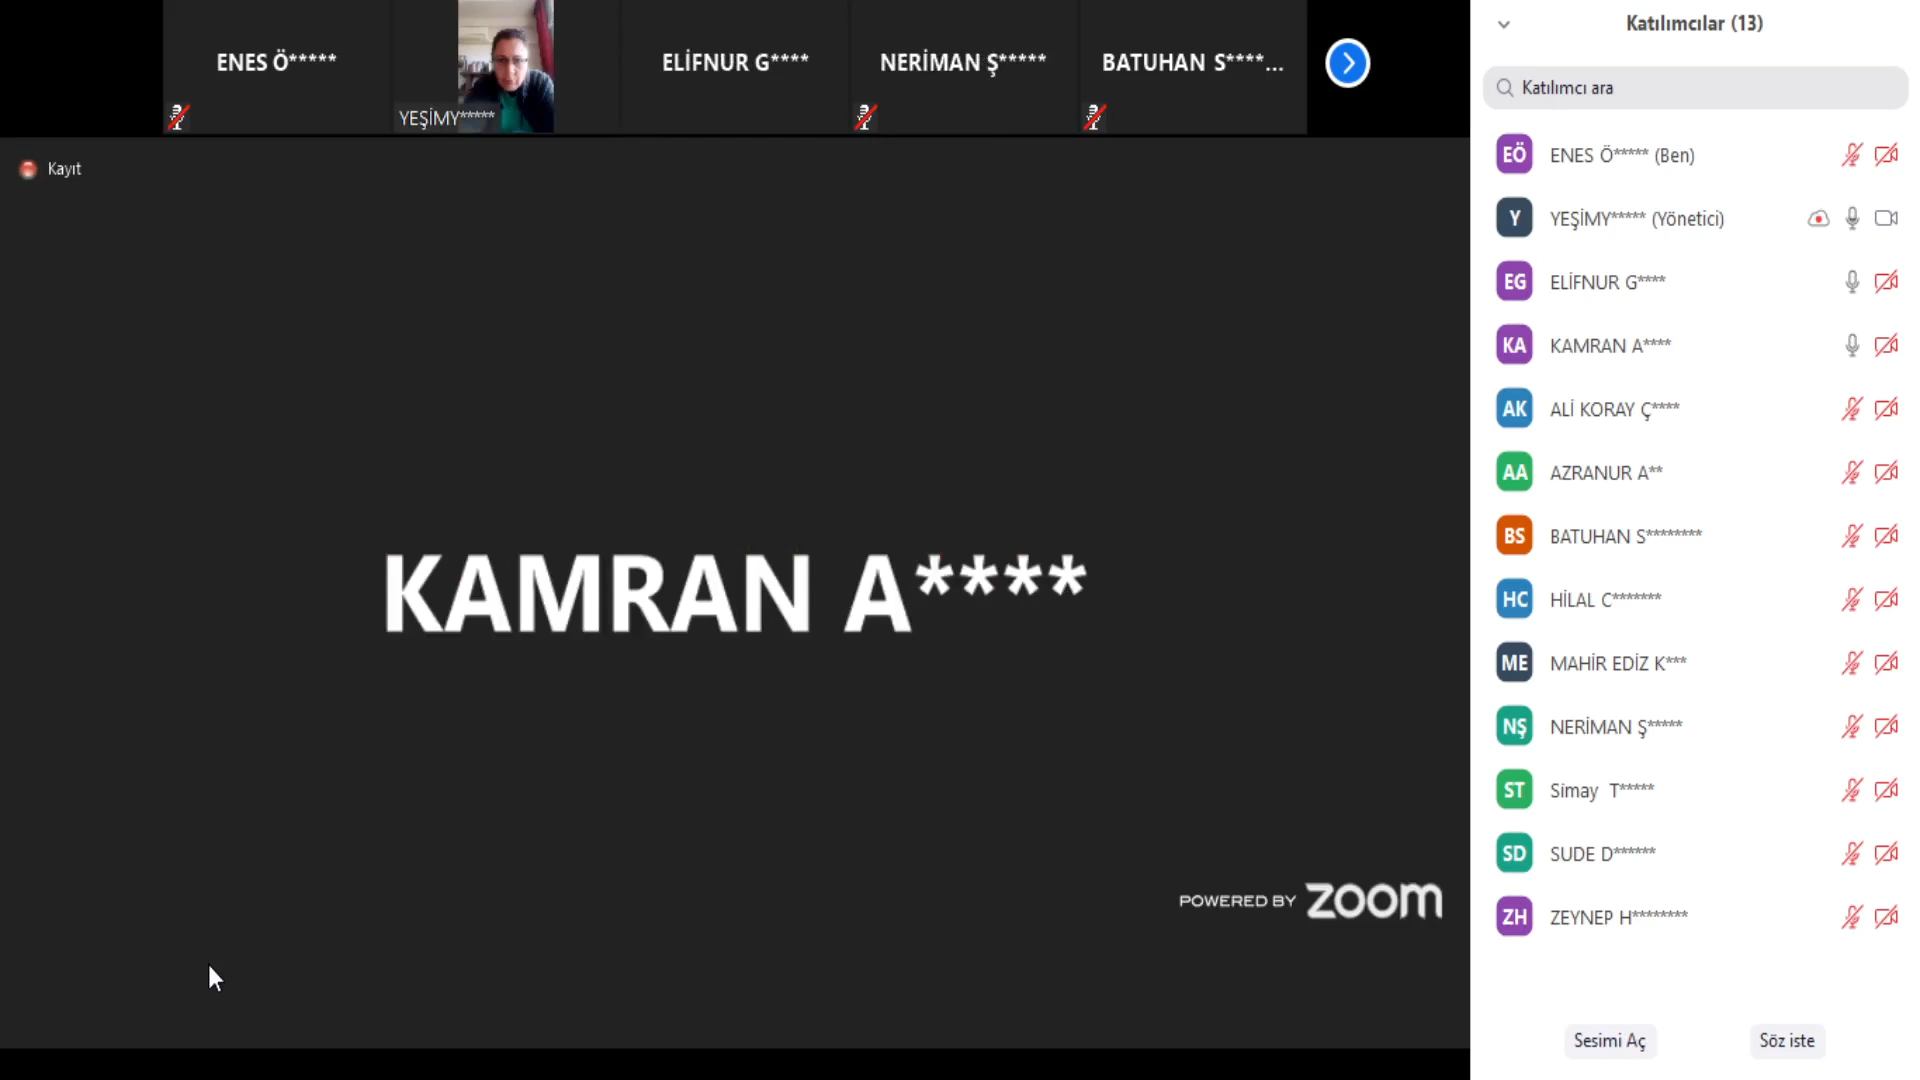 ENES Ö*****
YEŞİMY*****
ELİFNUR G****
NERİMAN Ş*****
BATUHAN S****...
Kayıt
KAMRAN A****
POWERED BY zoom
Katılımcılar (13)
Katılımcı ara
EÖ ENES Ö***** (Ben)
Y YEŞİMY***** (Yönetici)
EG ELİFNUR G****
KA KAMRAN A****
AK ALİ KORAY Ç****
AA AZRANUR A**
BS BATUHAN S********
HC HİLAL C*******
ME MAHİR EDİZ K***
NŞ NERİMAN Ş*****
ST Simay T*****
SD SUDE D******
ZH ZEYNEP H********
Sesimi Aç
Söz iste